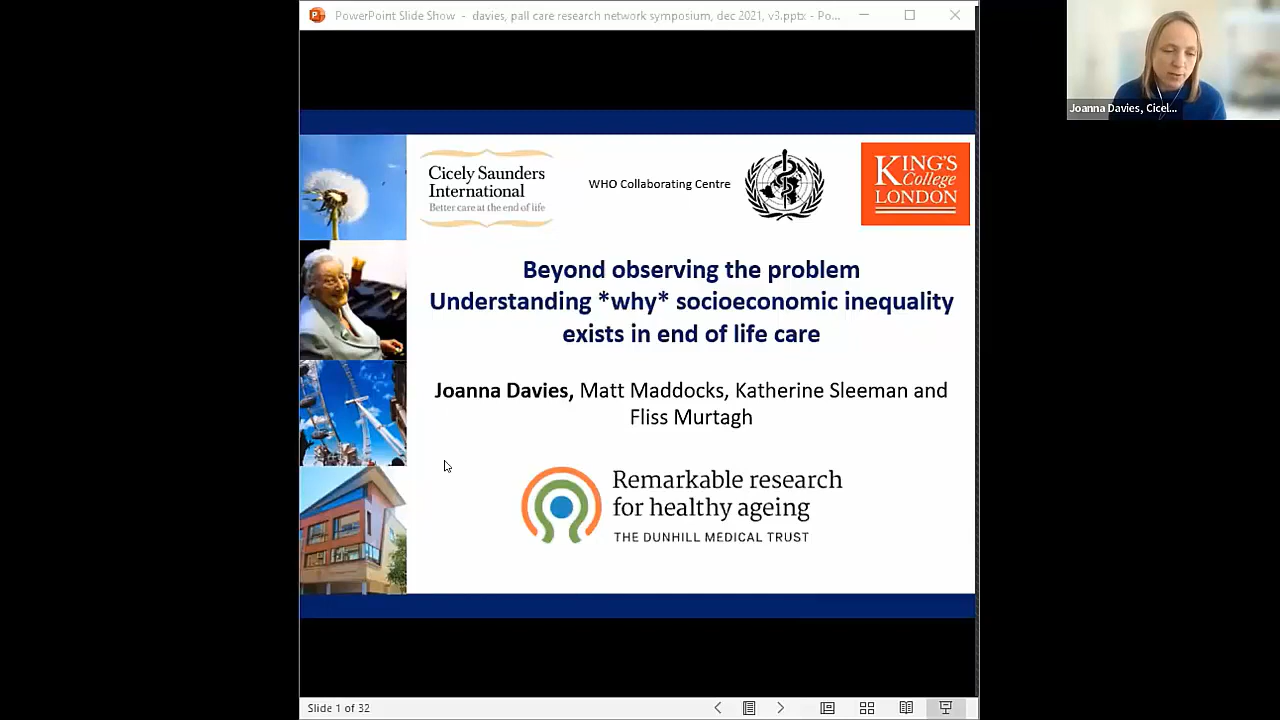 PowerPoint Slide Show - davies, pall care research network symposium, dec 2021, v3.pptx - Po...
Joanna Davies, Cicel...
Cicely Saunders
International
Better care at the end of life
WHO Collaborating Centre
KING'S
College
LONDON
Beyond observing the problem
Understanding *why* socioeconomic inequality
exists in end of life care
Joanna Davies, Matt Maddocks, Katherine Sleeman and
Fliss Murtagh
Remarkable research
for healthy ageing
THE DUNHILL MEDICAL TRUST
Slide 1 of 32